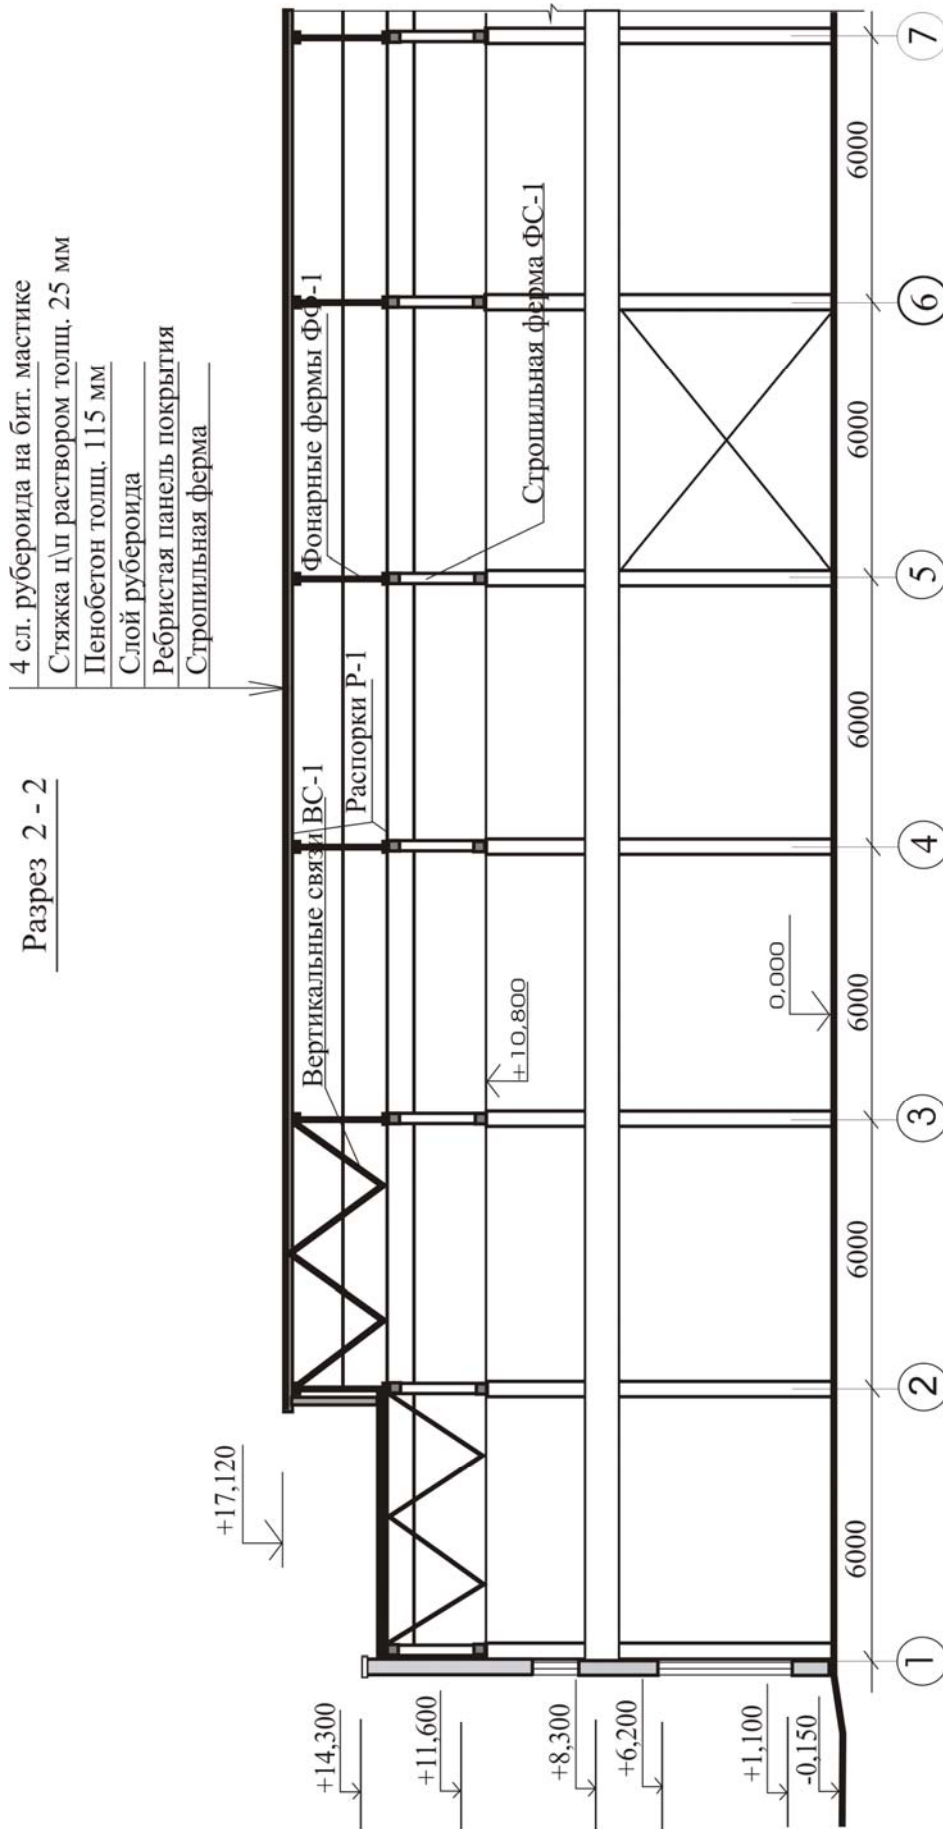 Разрез 2 - 2
4 сл. рубероида на бит. мастике
Стяжка ц\п раствором толщ. 25 мм
Пенобетон толщ. 115 мм
Слой рубероида
Ребристая панель покрытия
Стропильная ферма
+17,120
Вертикальные связи ВС-1
Распорки Р-1
Фонарные фермы ФФ-1
Стропильная ферма ФС-1
+14,300
+11,600
+10,800
+8,300
+6,200
+1,100
0,000
-0,150
6000
6000
6000
6000
6000
6000
1
2
3
4
5
6
7